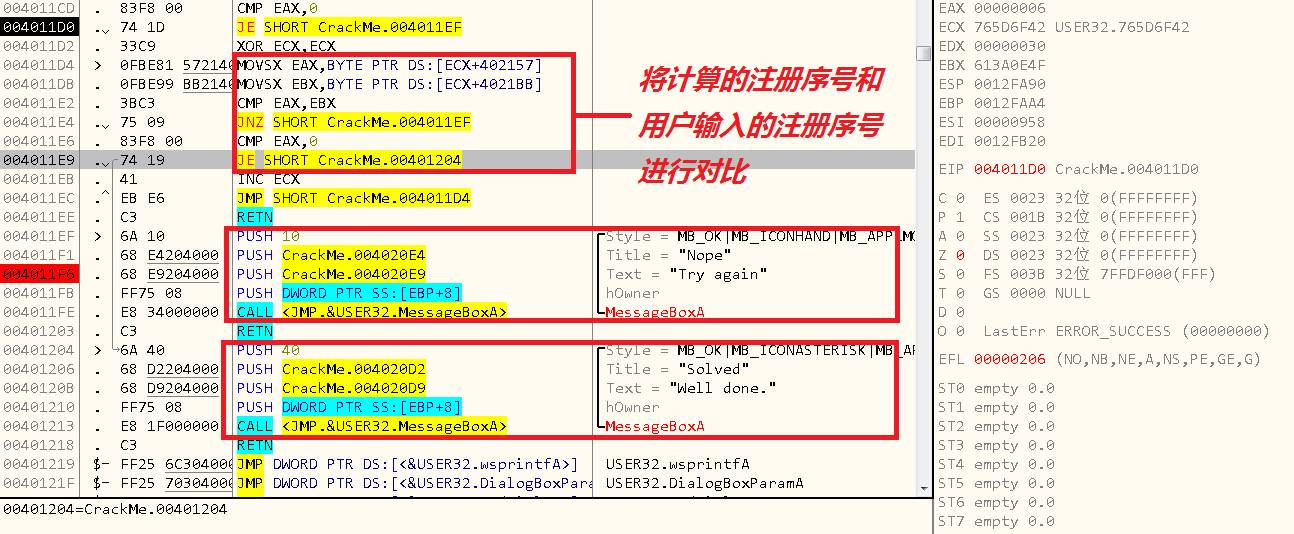 004011CD . 83F8 00 CMP EAX,0
004011D0 . 74 1D JE SHORT CrackMe.004011EF
004011D2 . 33C9 XOR ECX,ECX
004011D4 > 0FBE81 572140 MOVSX EAX,BYTE PTR DS:[ECX+402157]
004011DB . 0FBE99 BB2140 MOVSX EBX,BYTE PTR DS:[ECX+4021BB]
004011E2 . 3BC3 CMP EAX,EBX
004011E4 . 75 09 JNZ SHORT CrackMe.004011EF
004011E6 . 83F8 00 CMP EAX,0
004011E9 . 74 19 JE SHORT CrackMe.00401204
004011EB . 41 INC ECX
004011EC . EB E6 JMP SHORT CrackMe.004011D4
004011EE . C3 RETN
004011EF > 6A 10 PUSH 10 Style = MB_OK|MB_ICONHAND|MB_APPLMO
004011F1 . 68 E4204000 PUSH CrackMe.004020E4 Title = "Nope"
004011F6 . 68 E9204000 PUSH CrackMe.004020E9 Text = "Try again"
004011FB . FF75 08 PUSH DWORD PTR SS:[EBP+8] hOwner
004011FE . E8 34000000 CALL <JMP.&USER32.MessageBoxA> MessageBoxA
00401203 . C3 RETN
00401204 > 6A 40 PUSH 40 Style = MB_OK|MB_ICONASTERISK|MB_AP
00401206 . 68 D2204000 PUSH CrackMe.004020D2 Title = "Solved"
0040120B . 68 D9204000 PUSH CrackMe.004020D9 Text = "Well done."
00401210 . FF75 08 PUSH DWORD PTR SS:[EBP+8] hOwner
00401213 . E8 1F000000 CALL <JMP.&USER32.MessageBoxA> MessageBoxA
00401218 . C3 RETN
00401219 $- FF25 6C304000 JMP DWORD PTR DS:[<&USER32.wsprintfA>] USER32.wsprintfA
0040121F $- FF25 70304000 JMP DWORD PTR DS:[<&USER32.DialogBoxPara USER32.DialogBoxParamA
将计算的注册序号和
用户输入的注册序号
进行对比
00401204=CrackMe.00401204
EAX 00000006
ECX 765D6F42 USER32.765D6F42
EDX 00000030
EBX 613A0E4F
ESP 0012FA90
EBP 0012FAA4
ESI 00000958
EDI 0012FB20
EIP 004011D0 CrackMe.004011D0
C 0 ES 0023 32位 0(FFFFFFFF)
P 1 CS 001B 32位 0(FFFFFFFF)
A 0 SS 0023 32位 0(FFFFFFFF)
Z 0 DS 0023 32位 0(FFFFFFFF)
S 0 FS 003B 32位 7FFDF000(FFF)
T 0 GS 0000 NULL
D 0
O 0 LastErr ERROR_SUCCESS (00000000)
EFL 00000206 (NO,NB,NE,A,NS,PE,GE,G)
ST0 empty 0.0
ST1 empty 0.0
ST2 empty 0.0
ST3 empty 0.0
ST4 empty 0.0
ST5 empty 0.0
ST6 empty 0.0
ST7 empty 0.0